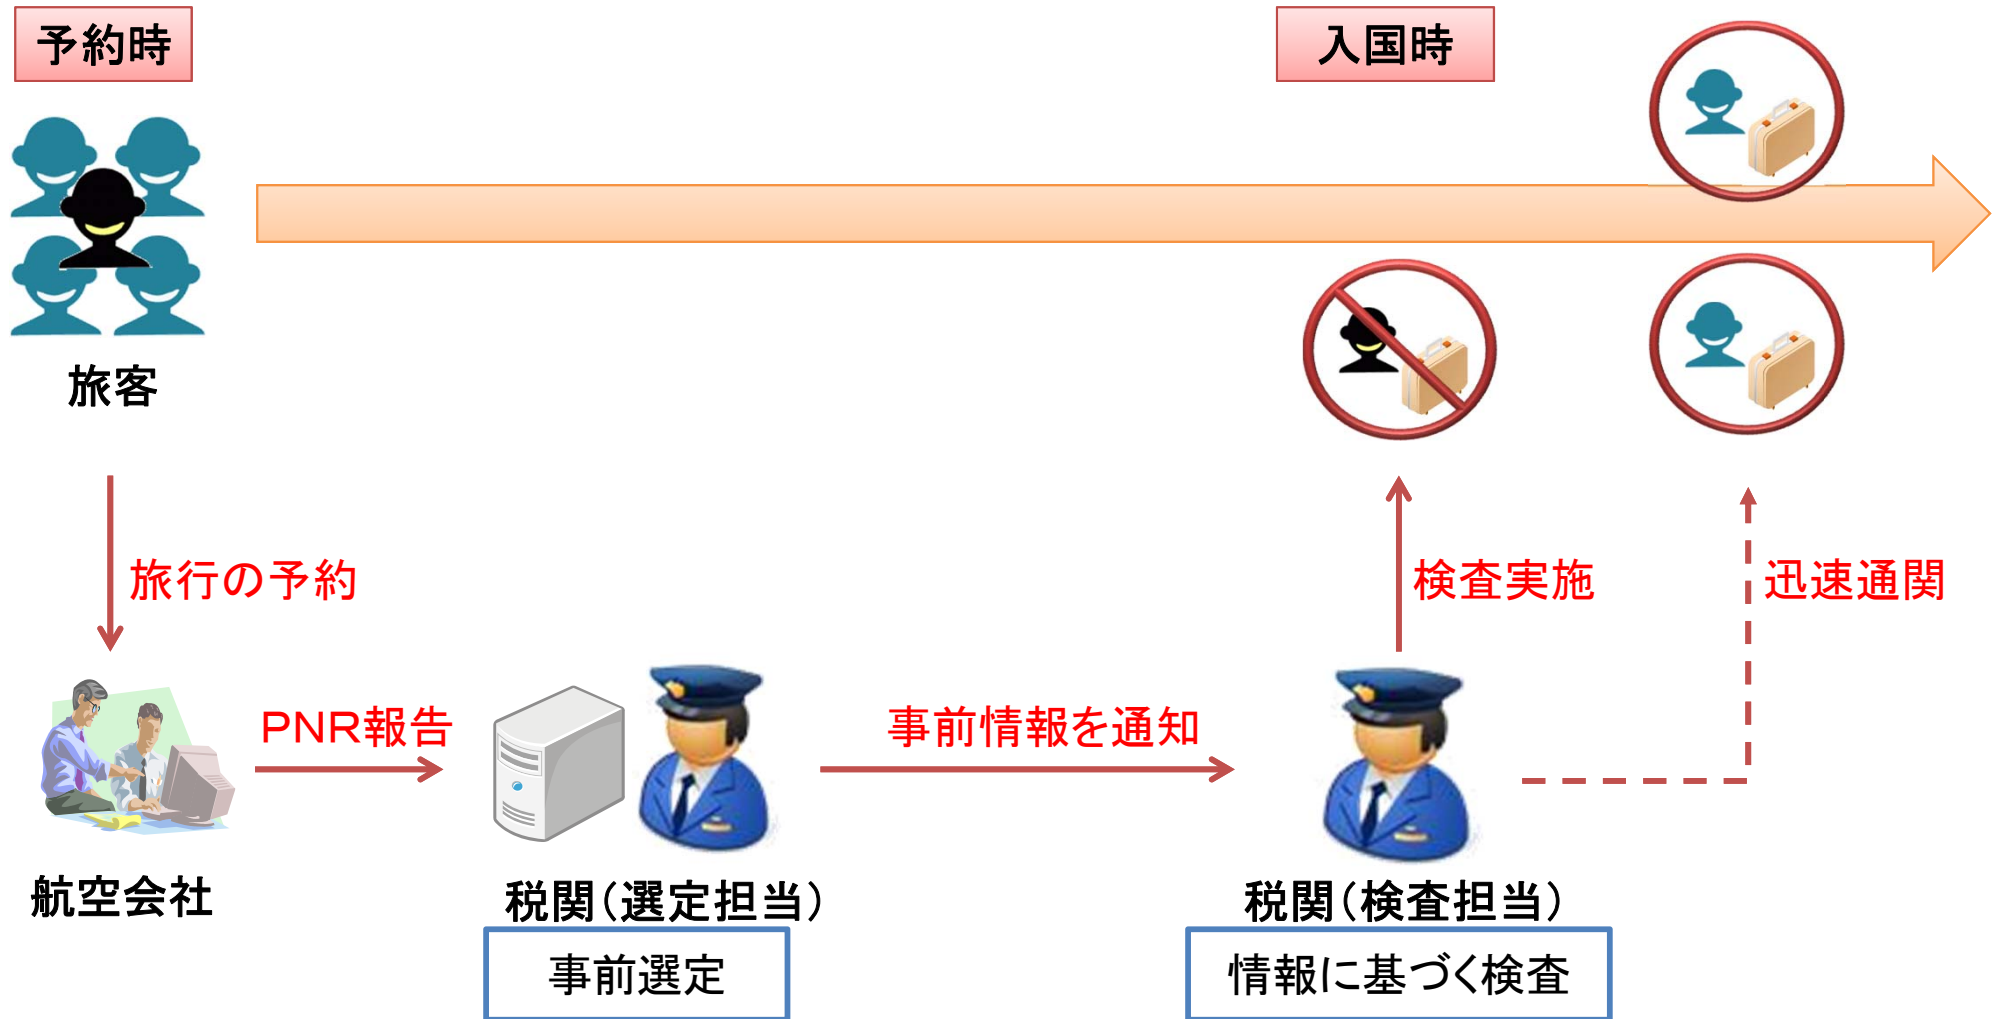 予約時
入国時
旅客
旅行の予約
検査実施
迅速通関
PNR報告
事前情報を通知
航空会社
税関(選定担当)
税関(検査担当)
事前選定
情報に基づく検査